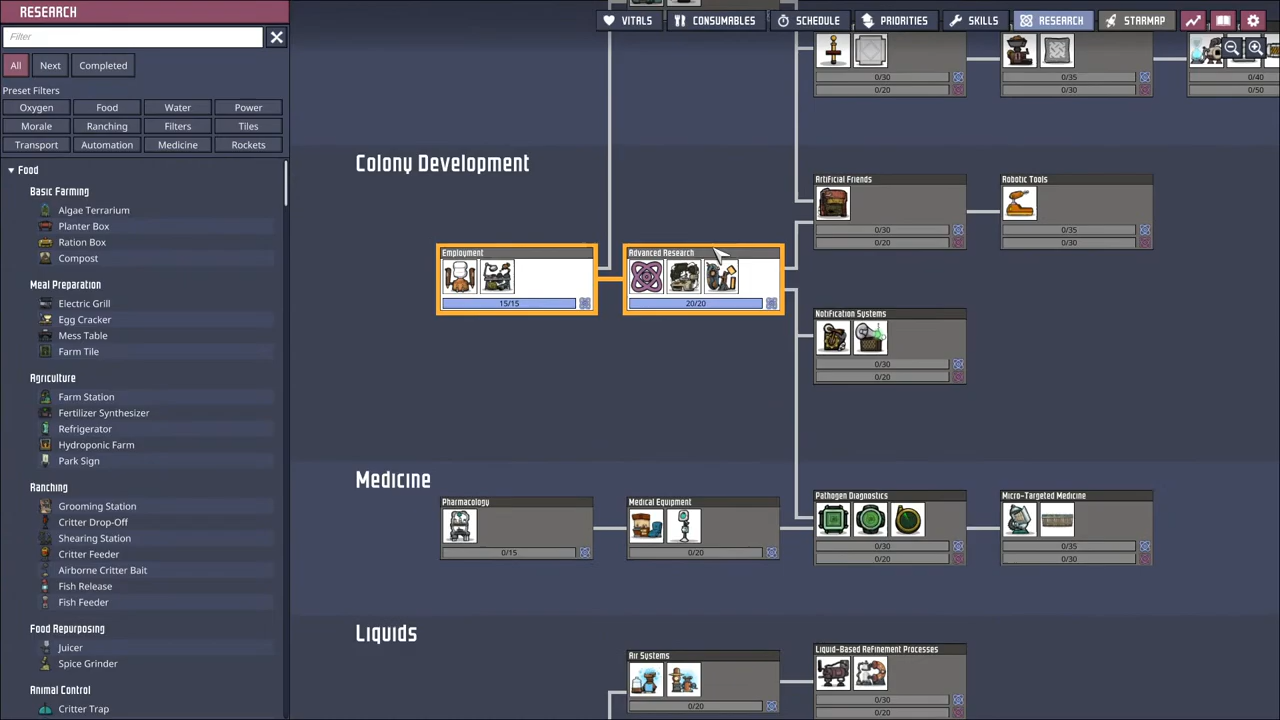 RESEARCH
VITALS
CONSUMABLES
SCHEDULE
PRIORITIES
SKILLS
RESEARCH
STARMAP
Filter
All
Next
Completed
Preset Filters
Oxygen
Food
Water
Power
Morale
Ranching
Filters
Tiles
Transport
Automation
Medicine
Rockets
Food
Basic Farming
Algae Terrarium
Planter Box
Ration Box
Compost
Meal Preparation
Electric Grill
Egg Cracker
Mess Table
Farm Tile
Agriculture
Farm Station
Fertilizer Synthesizer
Refrigerator
Hydroponic Farm
Park Sign
Ranching
Grooming Station
Critter Drop-Off
Shearing Station
Critter Feeder
Airborne Critter Bait
Fish Release
Fish Feeder
Food Repurposing
Juicer
Spice Grinder
Animal Control
Critter Trap
0/30
0/20
0/35
0/30
0/40
0/50
Colony Development
Employment
15/15
Advanced Research
20/20
Artificial Friends
0/30
0/20
Robotic Tools
0/35
0/30
Notification Systems
0/30
0/20
Medicine
Pharmacology
0/15
Medical Equipment
0/20
Pathogen Diagnostics
0/30
0/20
Micro-Targeted Medicine
0/35
0/30
Liquids
Air Systems
0/20
Liquid-Based Refinement Processes
0/30
0/20